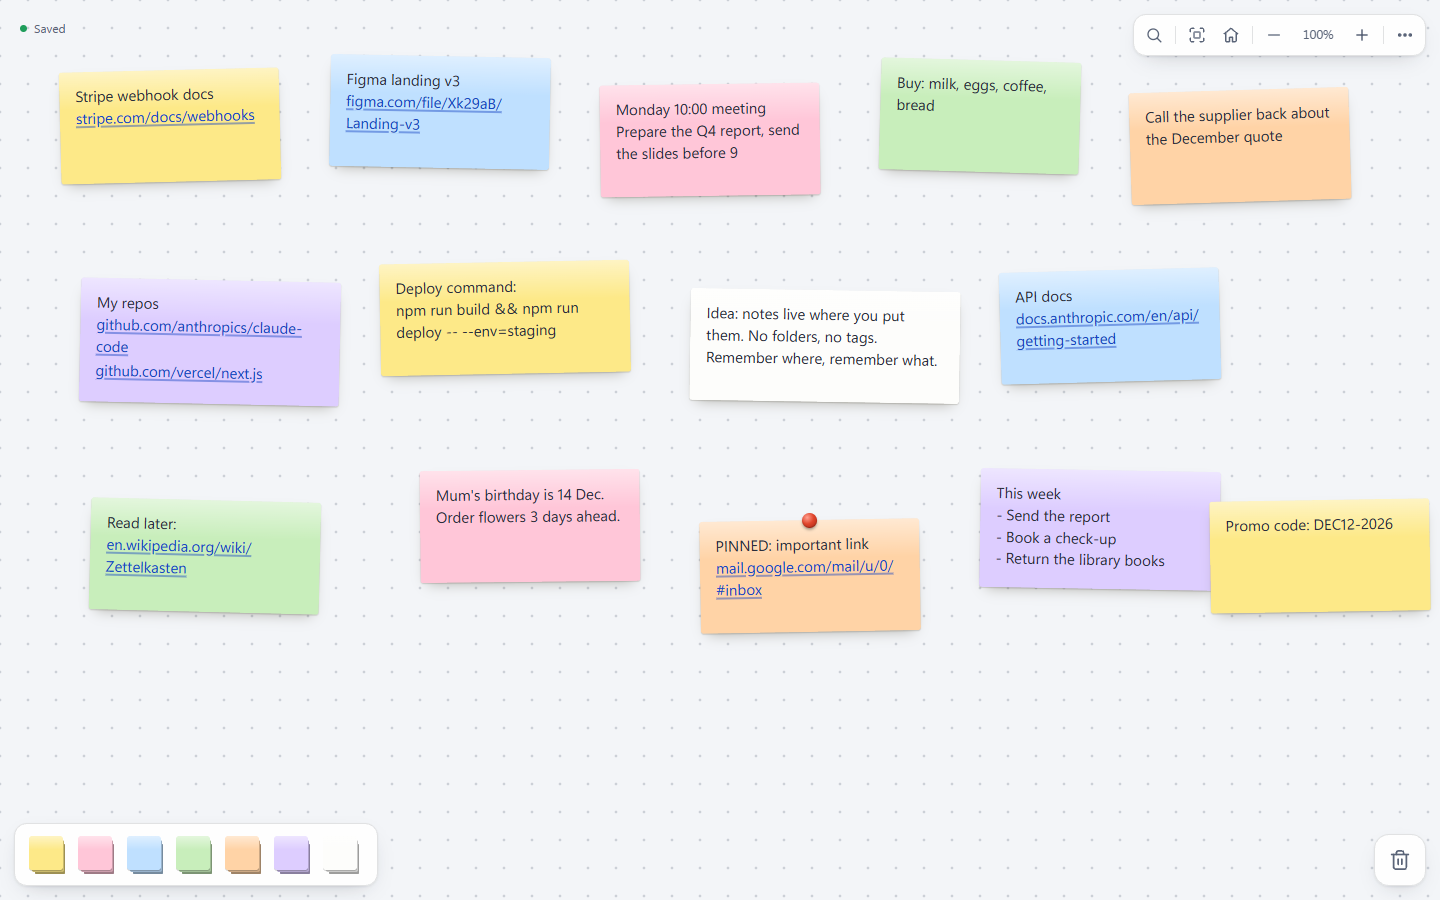 Saved
100%
Stripe webhook docs
stripe.com/docs/webhooks
Figma landing v3
figma.com/file/Xk29aB/
Landing-v3
Monday 10:00 meeting
Prepare the Q4 report, send
the slides before 9
Buy: milk, eggs, coffee,
bread
Call the supplier back about
the December quote
My repos
github.com/anthropics/claude-
code
github.com/vercel/next.js
Deploy command:
npm run build && npm run
deploy -- --env=staging
Idea: notes live where you put
them. No folders, no tags.
Remember where, remember what.
API docs
docs.anthropic.com/en/api/
getting-started
Read later:
en.wikipedia.org/wiki/
Zettelkasten
Mum's birthday is 14 Dec.
Order flowers 3 days ahead.
PINNED: important link
mail.google.com/mail/u/0/
#inbox
This week
- Send the report
- Book a check-up
- Return the library books
Promo code: DEC12-2026